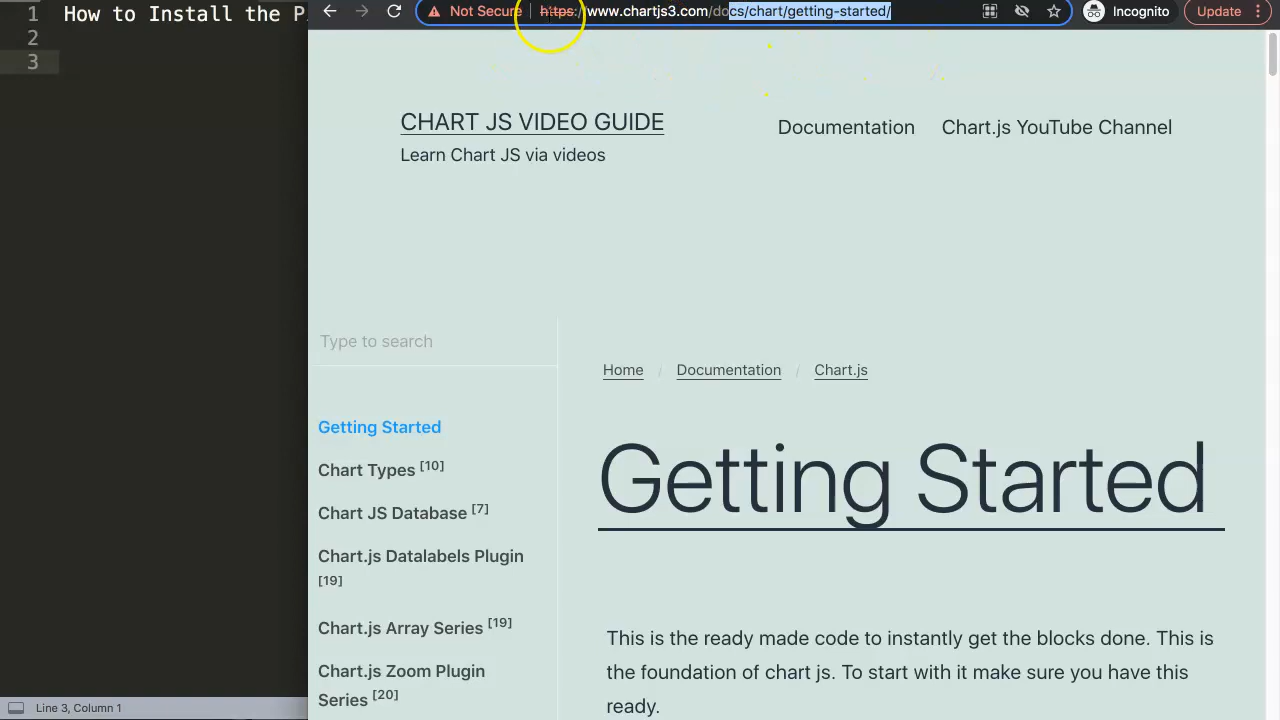 1 How to Install the P
2
3
Not Secure https://www.chartjs3.com/docs/chart/getting-started/ Incognito Update
CHART JS VIDEO GUIDE
Learn Chart JS via videos
Documentation Chart.js YouTube Channel
Type to search
Home / Documentation / Chart.js
Getting Started
Chart Types [10]
Chart JS Database [7]
Chart.js Datalabels Plugin
[19]
Chart.js Array Series [19]
Chart.js Zoom Plugin
Series [20]
Getting Started
This is the ready made code to instantly get the blocks done. This is
the foundation of chart js. To start with it make sure you have this
ready.
Line 3, Column 1